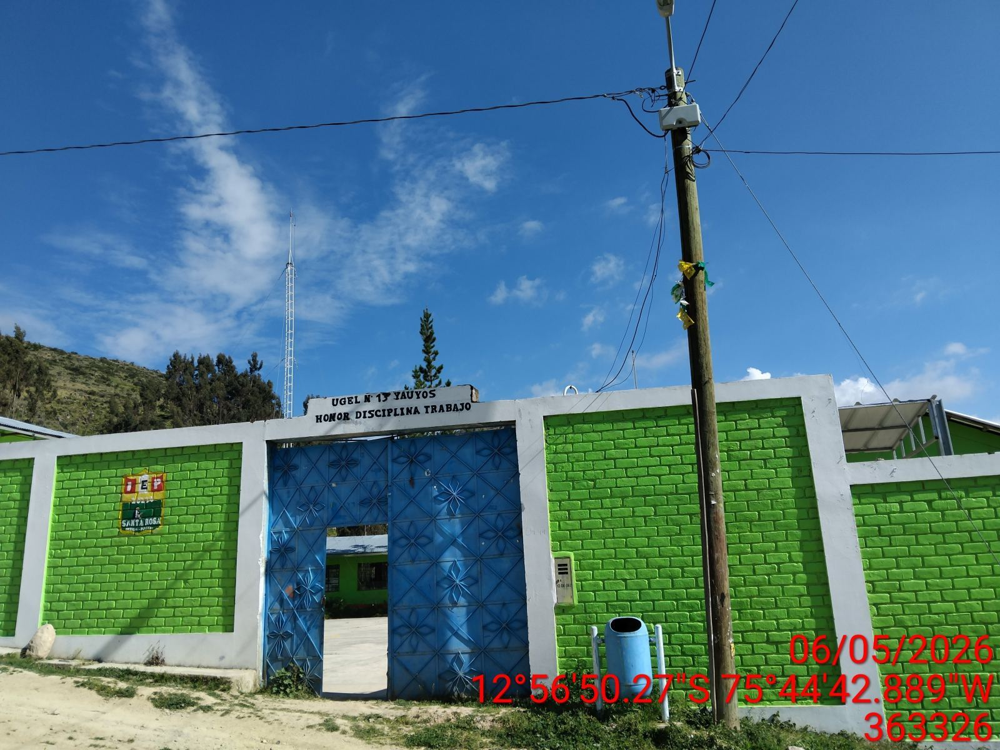 UGEL Nº 13 YAUYOS
HONOR DISCIPLINA TRABAJO
IEP
SANTA ROSA
06/05/2026
12°56'50.27"S 75°44'42.889"W
363326